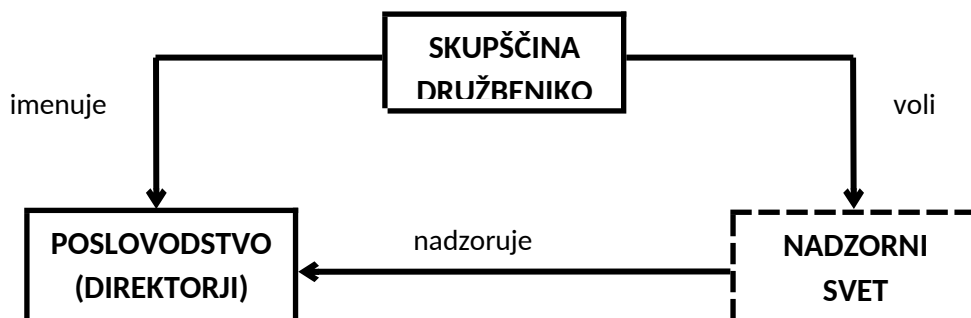 SKUPŠČINA
DRUŽBENIKO
imenuje
voli
POSLOVODSTVO
(DIREKTORJI)
nadzoruje
NADZORNI
SVET